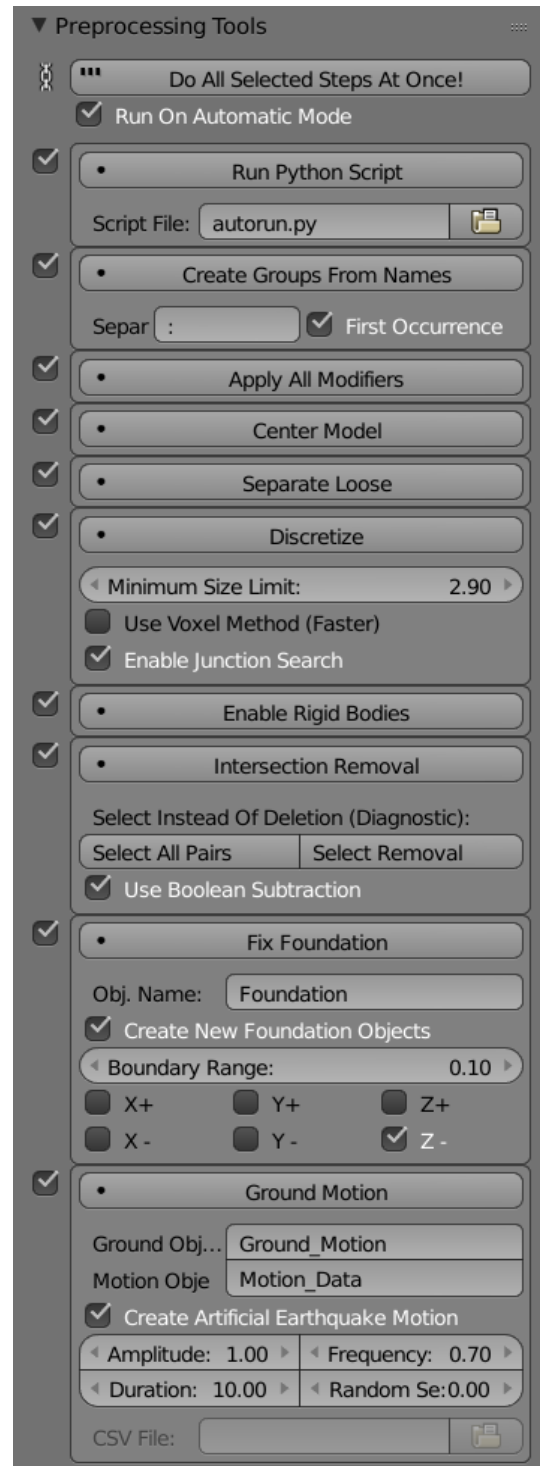 Preprocessing Tools
Do All Selected Steps At Once!
Run On Automatic Mode
Run Python Script
Script File: autorun.py
Create Groups From Names
Separ : First Occurrence
Apply All Modifiers
Center Model
Separate Loose
Discretize
Minimum Size Limit: 2.90
Use Voxel Method (Faster)
Enable Junction Search
Enable Rigid Bodies
Intersection Removal
Select Instead Of Deletion (Diagnostic):
Select All Pairs Select Removal
Use Boolean Subtraction
Fix Foundation
Obj. Name: Foundation
Create New Foundation Objects
Boundary Range: 0.10
X+ Y+ Z+
X - Y - Z -
Ground Motion
Ground Obj... Ground_Motion
Motion Obje Motion_Data
Create Artificial Earthquake Motion
Amplitude: 1.00 Frequency: 0.70
Duration: 10.00 Random Se:0.00
CSV File: